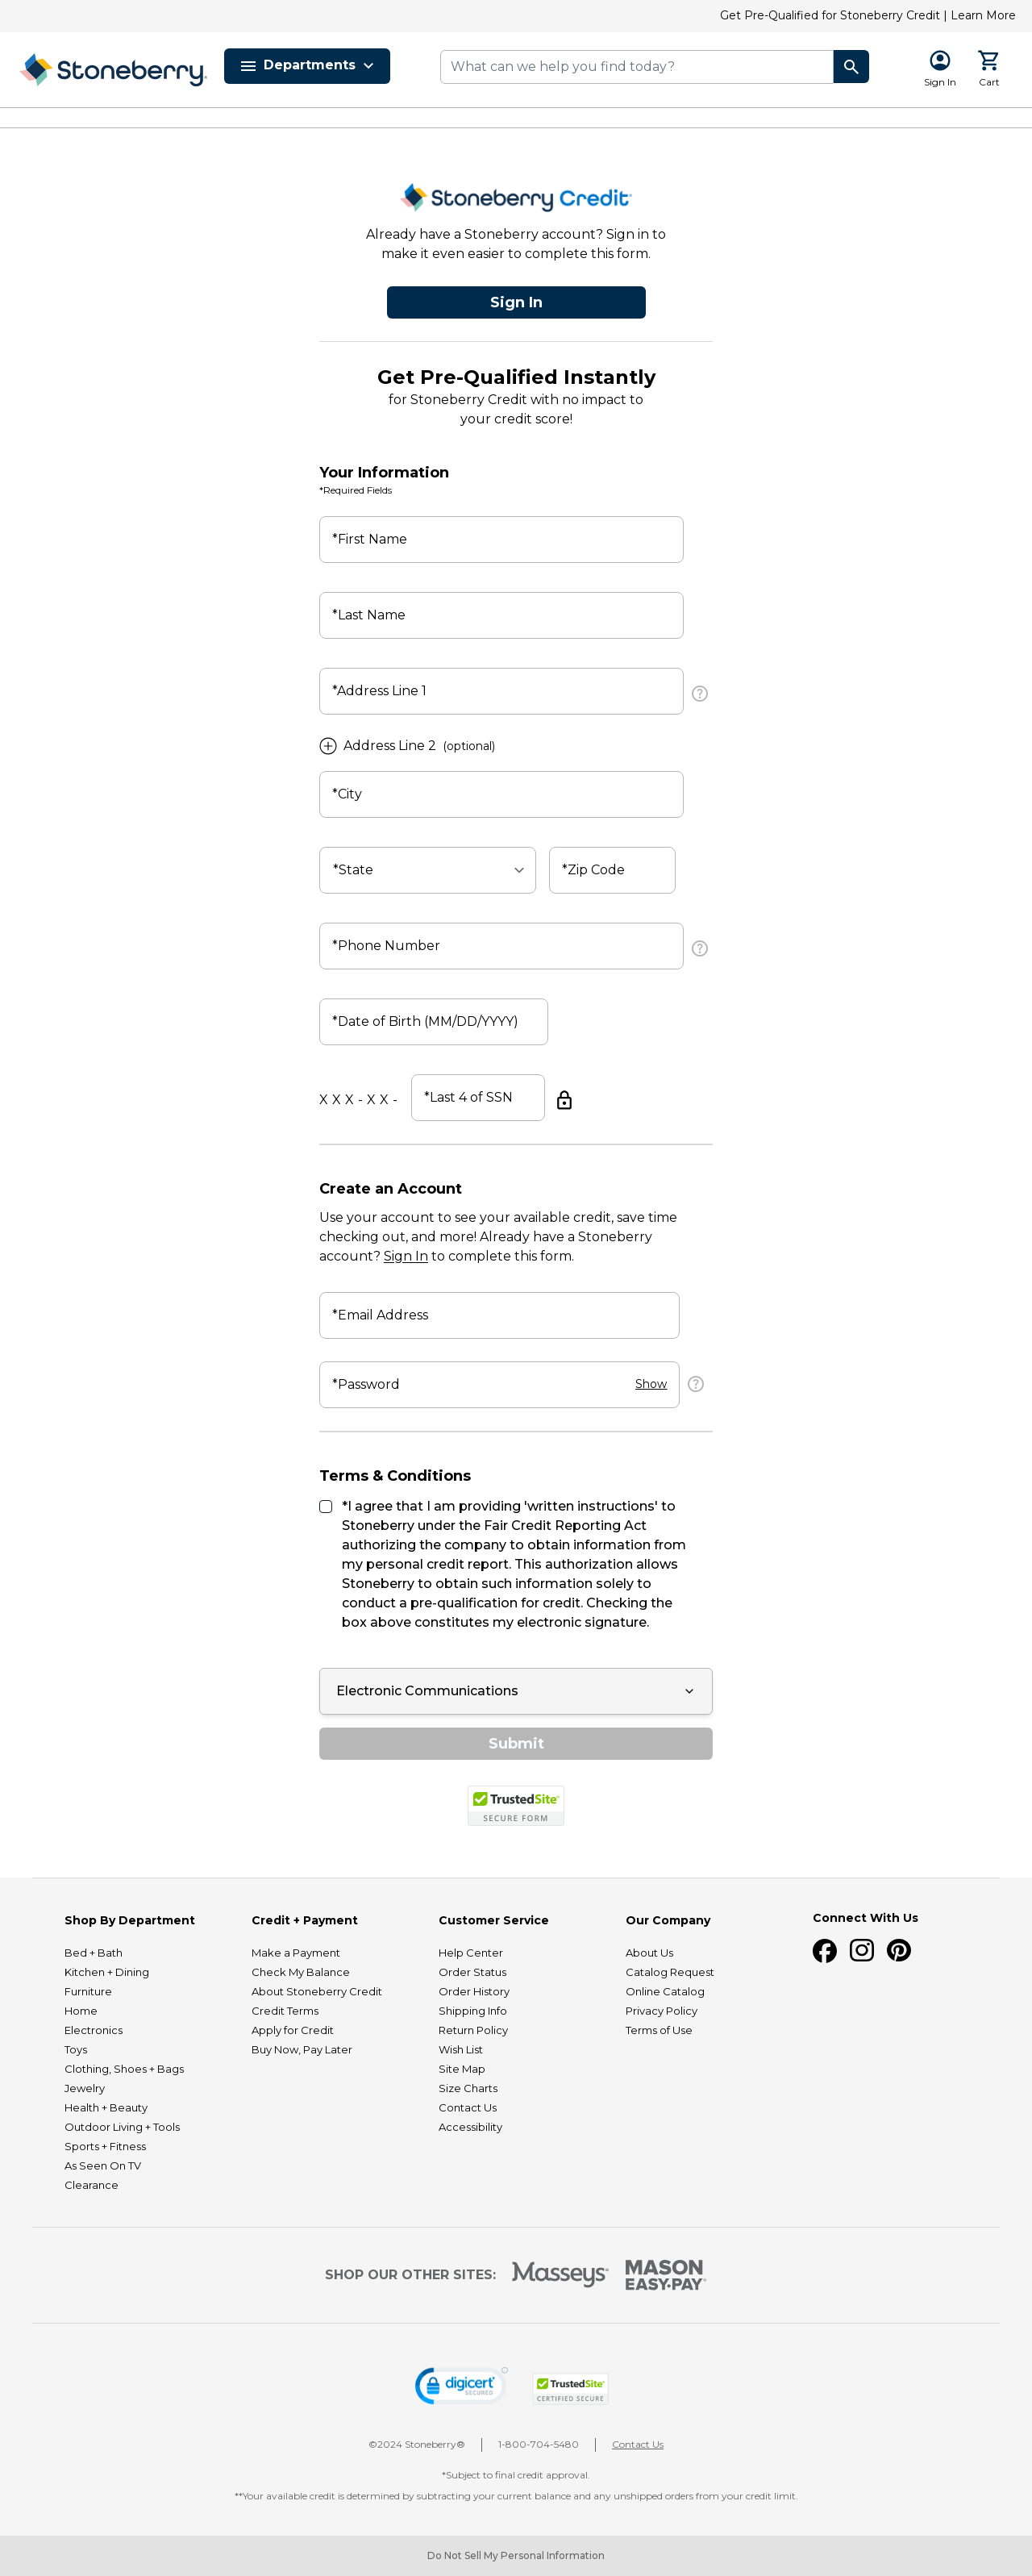 Get Pre-Qualified for Stoneberry Credit | Learn More
Stoneberry
Departments
What can we help you find today?
Sign In
Cart
Stoneberry Credit
Already have a Stoneberry account? Sign in to
make it even easier to complete this form.
Sign In
Get Pre-Qualified Instantly
for Stoneberry Credit with no impact to
your credit score!
Your Information
*Required Fields
*First Name
*Last Name
*Address Line 1
?
Address Line 2 (optional)
*City
*State
*Zip Code
*Phone Number
?
*Date of Birth (MM/DD/YYYY)
X X X - X X -
*Last 4 of SSN
Create an Account
Use your account to see your available credit, save time
checking out, and more! Already have a Stoneberry
account? Sign In to complete this form.
*Email Address
*Password
Show
?
Terms & Conditions
*I agree that I am providing 'written instructions' to
Stoneberry under the Fair Credit Reporting Act
authorizing the company to obtain information from
my personal credit report. This authorization allows
Stoneberry to obtain such information solely to
conduct a pre-qualification for credit. Checking the
box above constitutes my electronic signature.
Electronic Communications
Submit
TrustedSite
SECURE FORM
Shop By Department
Bed + Bath
Kitchen + Dining
Furniture
Home
Electronics
Toys
Clothing, Shoes + Bags
Jewelry
Health + Beauty
Outdoor Living + Tools
Sports + Fitness
As Seen On TV
Clearance
Credit + Payment
Make a Payment
Check My Balance
About Stoneberry Credit
Credit Terms
Apply for Credit
Buy Now, Pay Later
Customer Service
Help Center
Order Status
Order History
Shipping Info
Return Policy
Wish List
Site Map
Size Charts
Contact Us
Accessibility
Our Company
About Us
Catalog Request
Online Catalog
Privacy Policy
Terms of Use
Connect With Us
SHOP OUR OTHER SITES:
Masseys
MASON
EASY•PAY®
digicert
SECURED
TrustedSite
CERTIFIED SECURE
©2024 Stoneberry®
1-800-704-5480
Contact Us
*Subject to final credit approval.
**Your available credit is determined by subtracting your current balance and any unshipped orders from your credit limit.
Do Not Sell My Personal Information